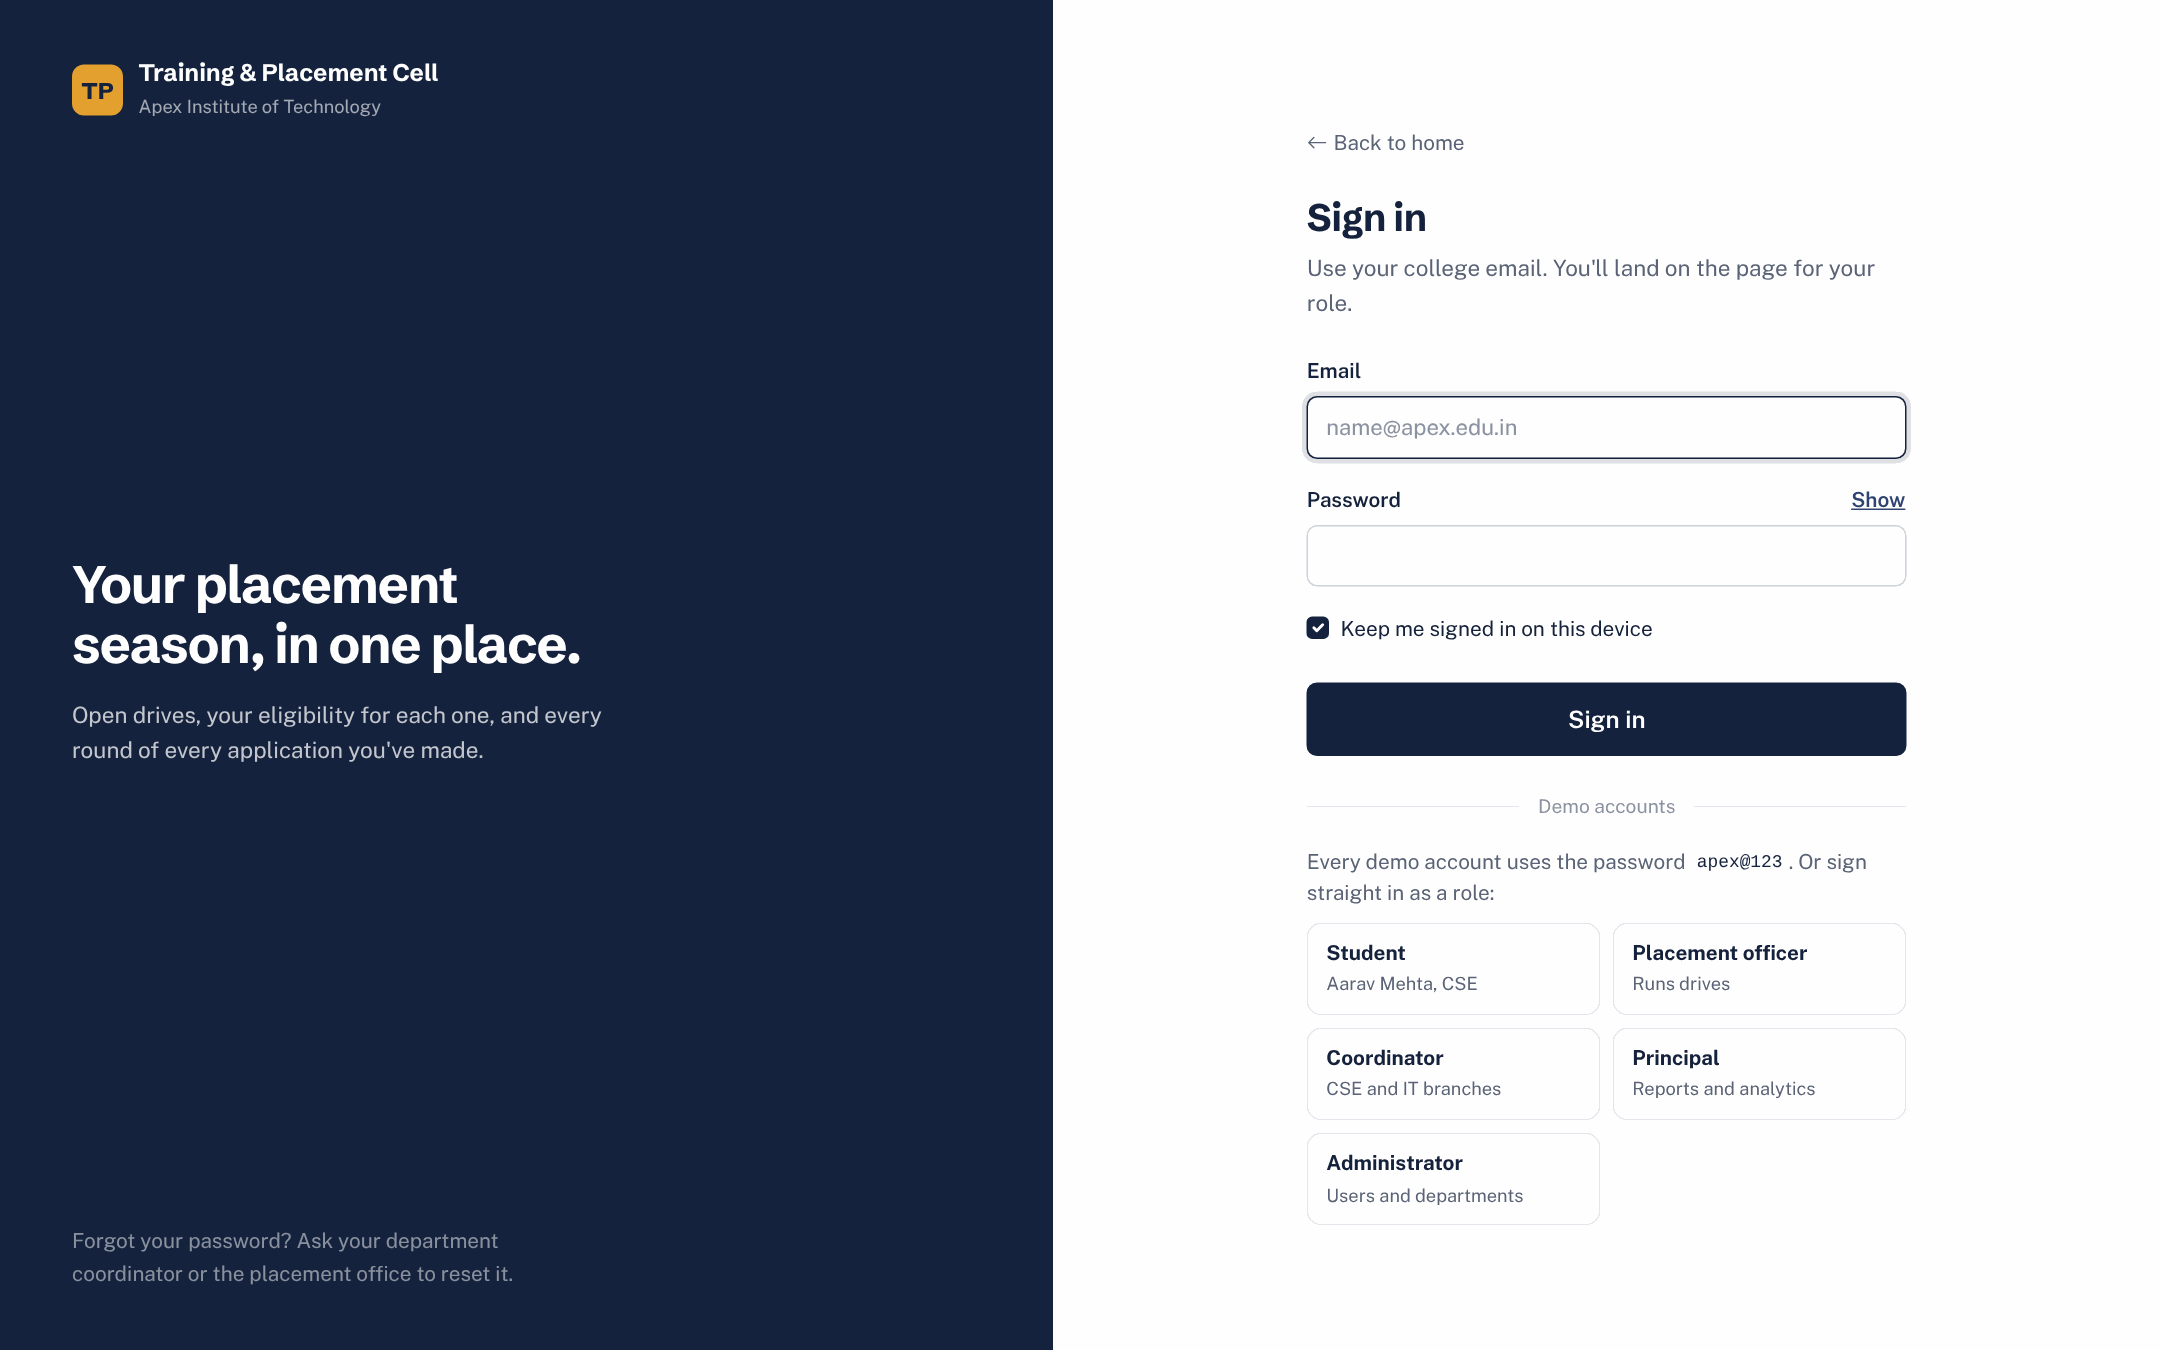 TP
Training & Placement Cell
Apex Institute of Technology
Your placement
season, in one place.
Open drives, your eligibility for each one, and every
round of every application you've made.
Forgot your password? Ask your department
coordinator or the placement office to reset it.
← Back to home
Sign in
Use your college email. You'll land on the page for your
role.
Email
name@apex.edu.in
Password Show
Keep me signed in on this device
Sign in
Demo accounts
Every demo account uses the password apex@123 . Or sign
straight in as a role:
Student
Aarav Mehta, CSE
Placement officer
Runs drives
Coordinator
CSE and IT branches
Principal
Reports and analytics
Administrator
Users and departments